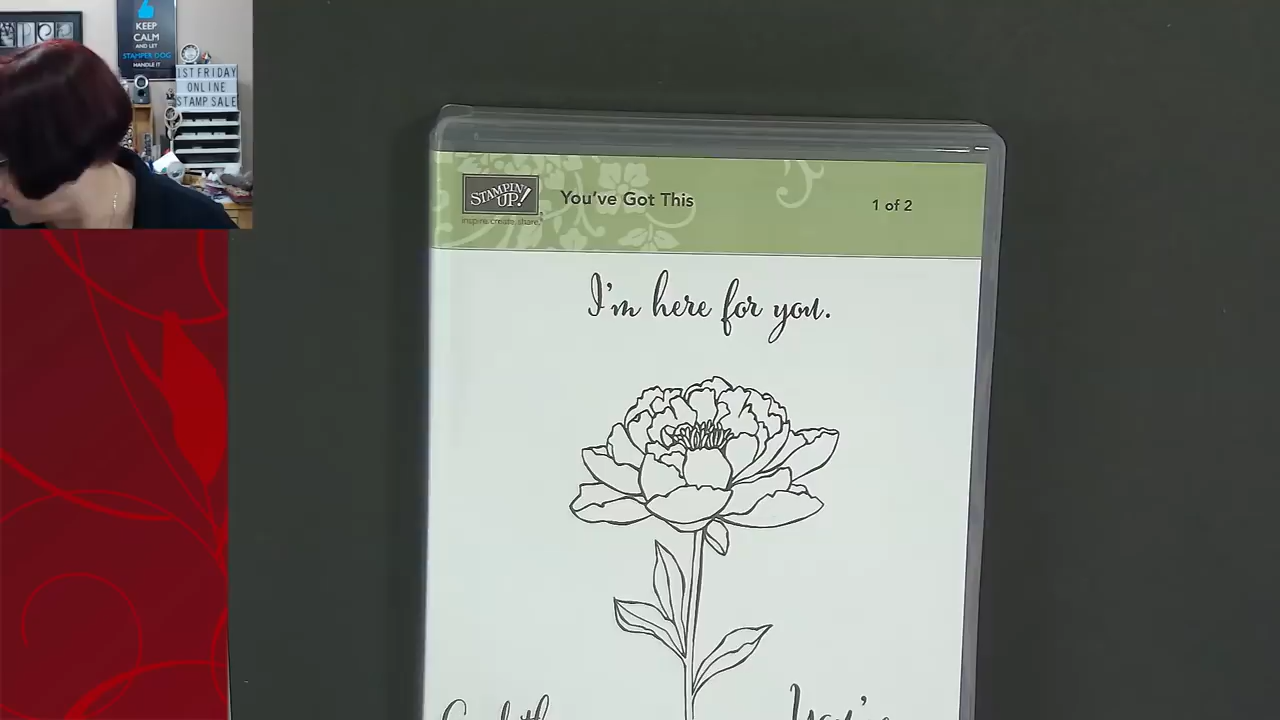 KEEP
CALM
AND LET
STAMPER DOG
HANDLE IT
1ST FRIDAY
ONLINE
STAMP SALE
STAMPIN' UP!
inspire. create. share.
You've Got This
1 of 2
I'm here for you.